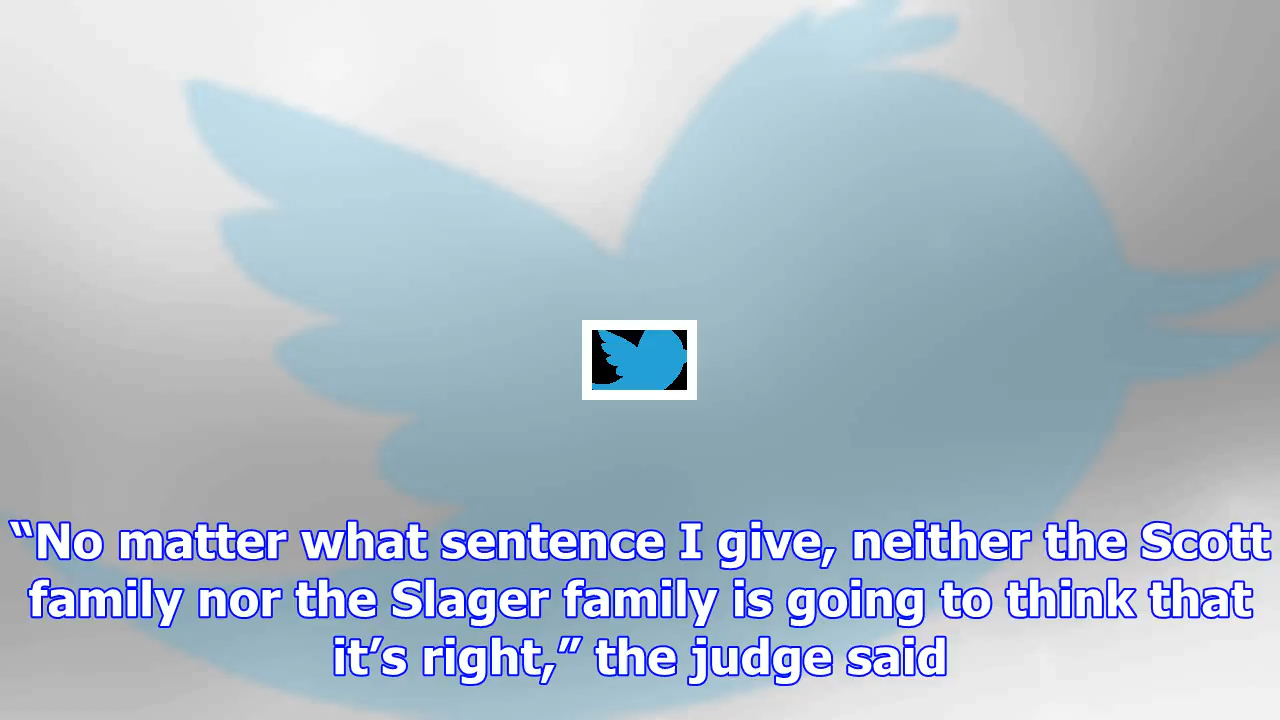 “No matter what sentence I give, neither the Scott
family nor the Slager family is going to think that
it’s right,” the judge said